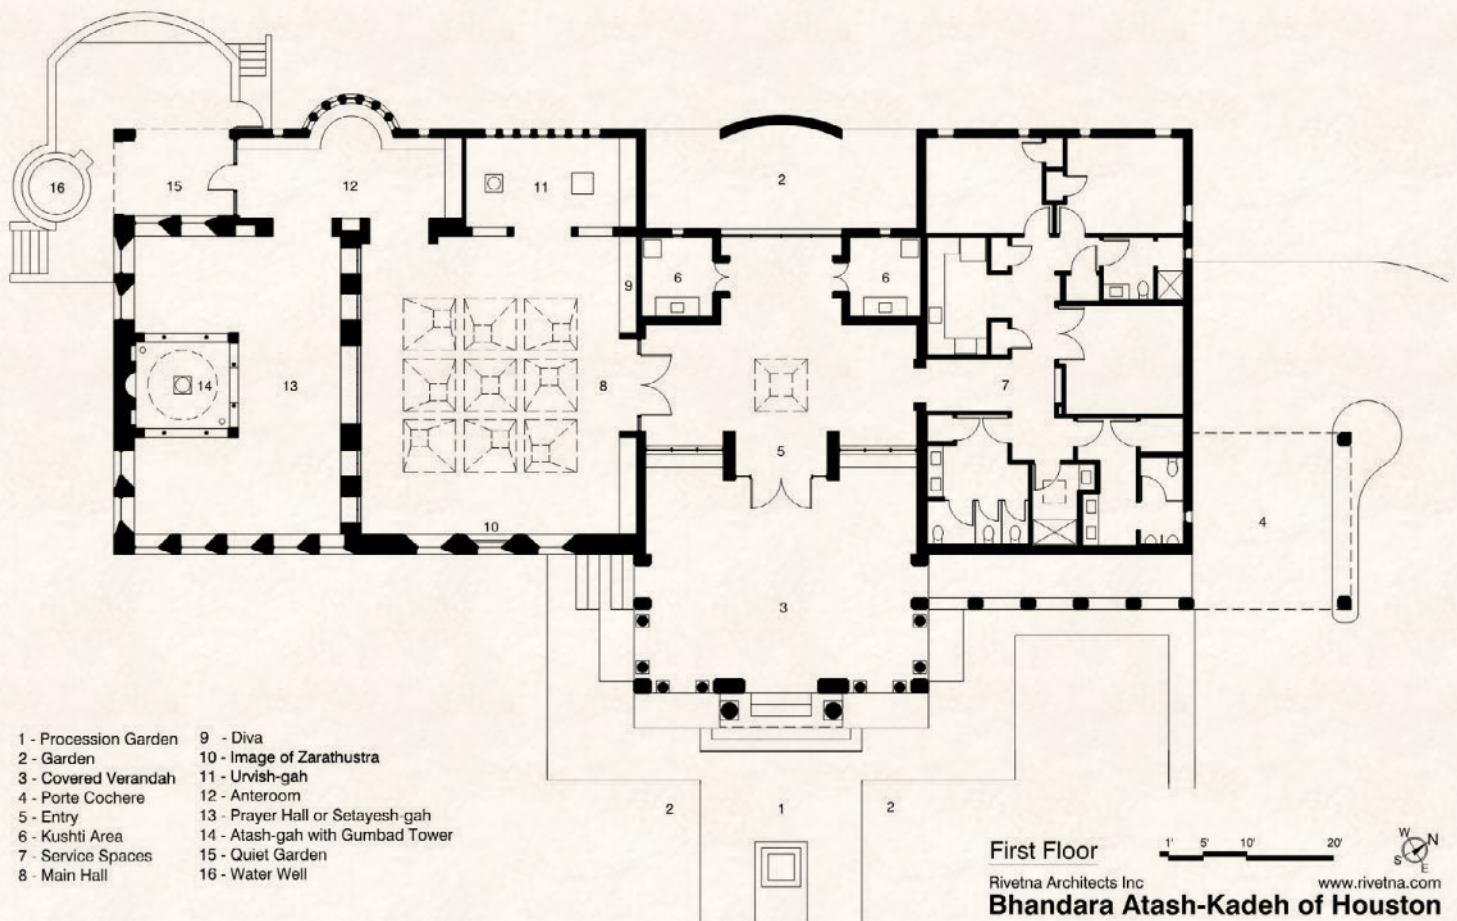 16
15
12
11
2
6
6
9
14
13
8
7
5
10
3
4
2
1
2
1 - Procession Garden
2 - Garden
3 - Covered Verandah
4 - Porte Cochere
5 - Entry
6 - Kushti Area
7 - Service Spaces
8 - Main Hall
9 - Diva
10 - Image of Zarathustra
11 - Urvish-gah
12 - Anteroom
13 - Prayer Hall or Setayesh-gah
14 - Atash-gah with Gumbad Tower
15 - Quiet Garden
16 - Water Well
First Floor
1' 5' 10' 20'
W N
S E
Rivetna Architects Inc www.rivetna.com
Bhandara Atash-Kadeh of Houston